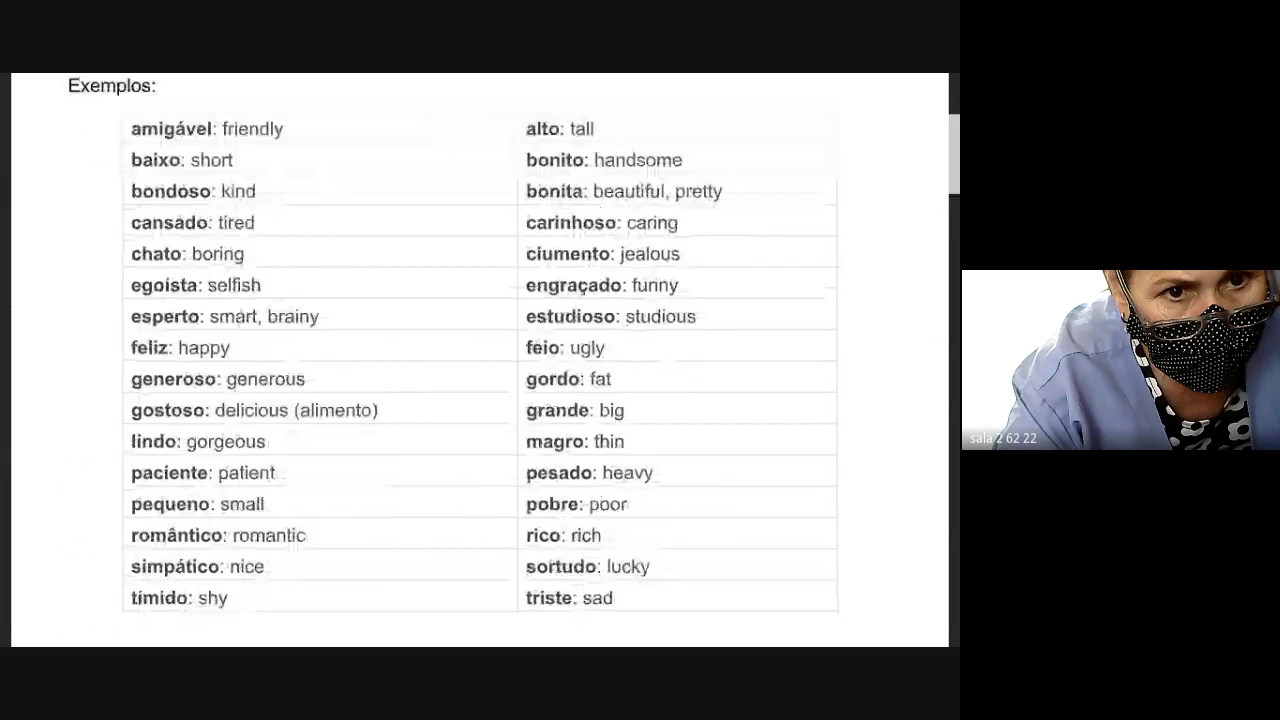 Exemplos:
amigável: friendly alto: tall
baixo: short bonito: handsome
bondoso: kind bonita: beautiful, pretty
cansado: tired carinhoso: caring
chato: boring ciumento: jealous
egoísta: selfish engraçado: funny
esperto: smart, brainy estudioso: studious
feliz: happy feio: ugly
generoso: generous gordo: fat
gostoso: delicious (alimento) grande: big
lindo: gorgeous magro: thin
paciente: patient pesado: heavy
pequeno: small pobre: poor
romântico: romantic rico: rich
simpático: nice sortudo: lucky
tímido: shy triste: sad
sala 2 62 22